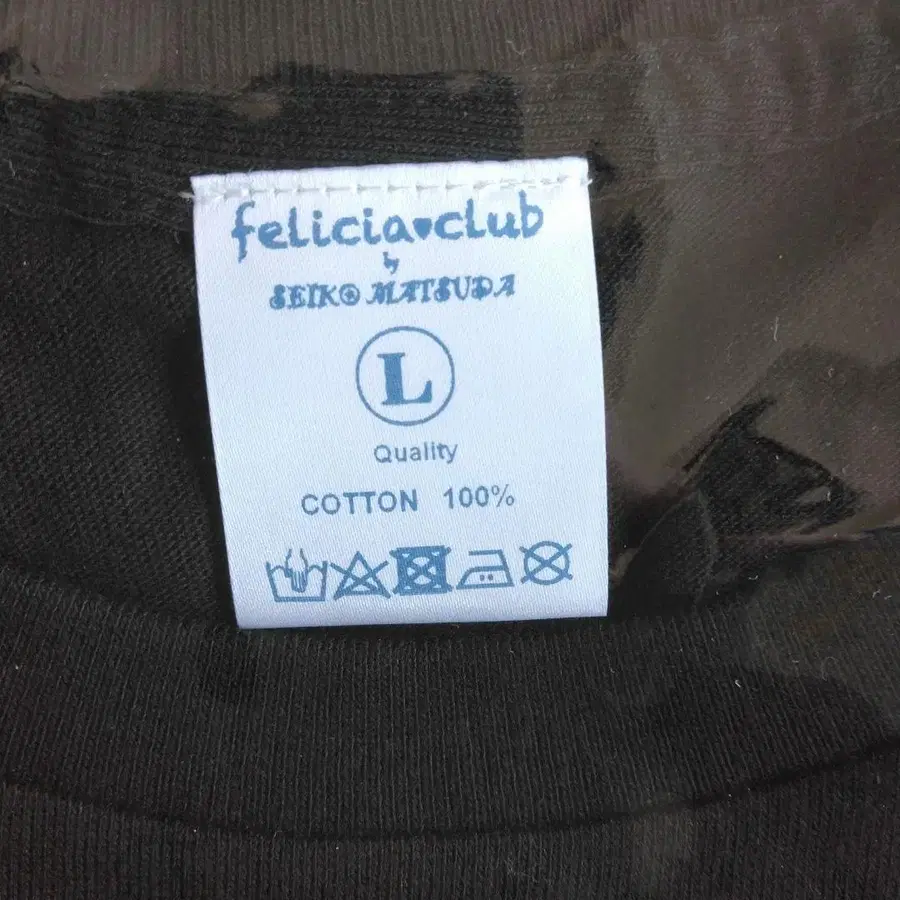 felicia♥club
by
SEIKO MATSUDA
L
Quality
COTTON 100%